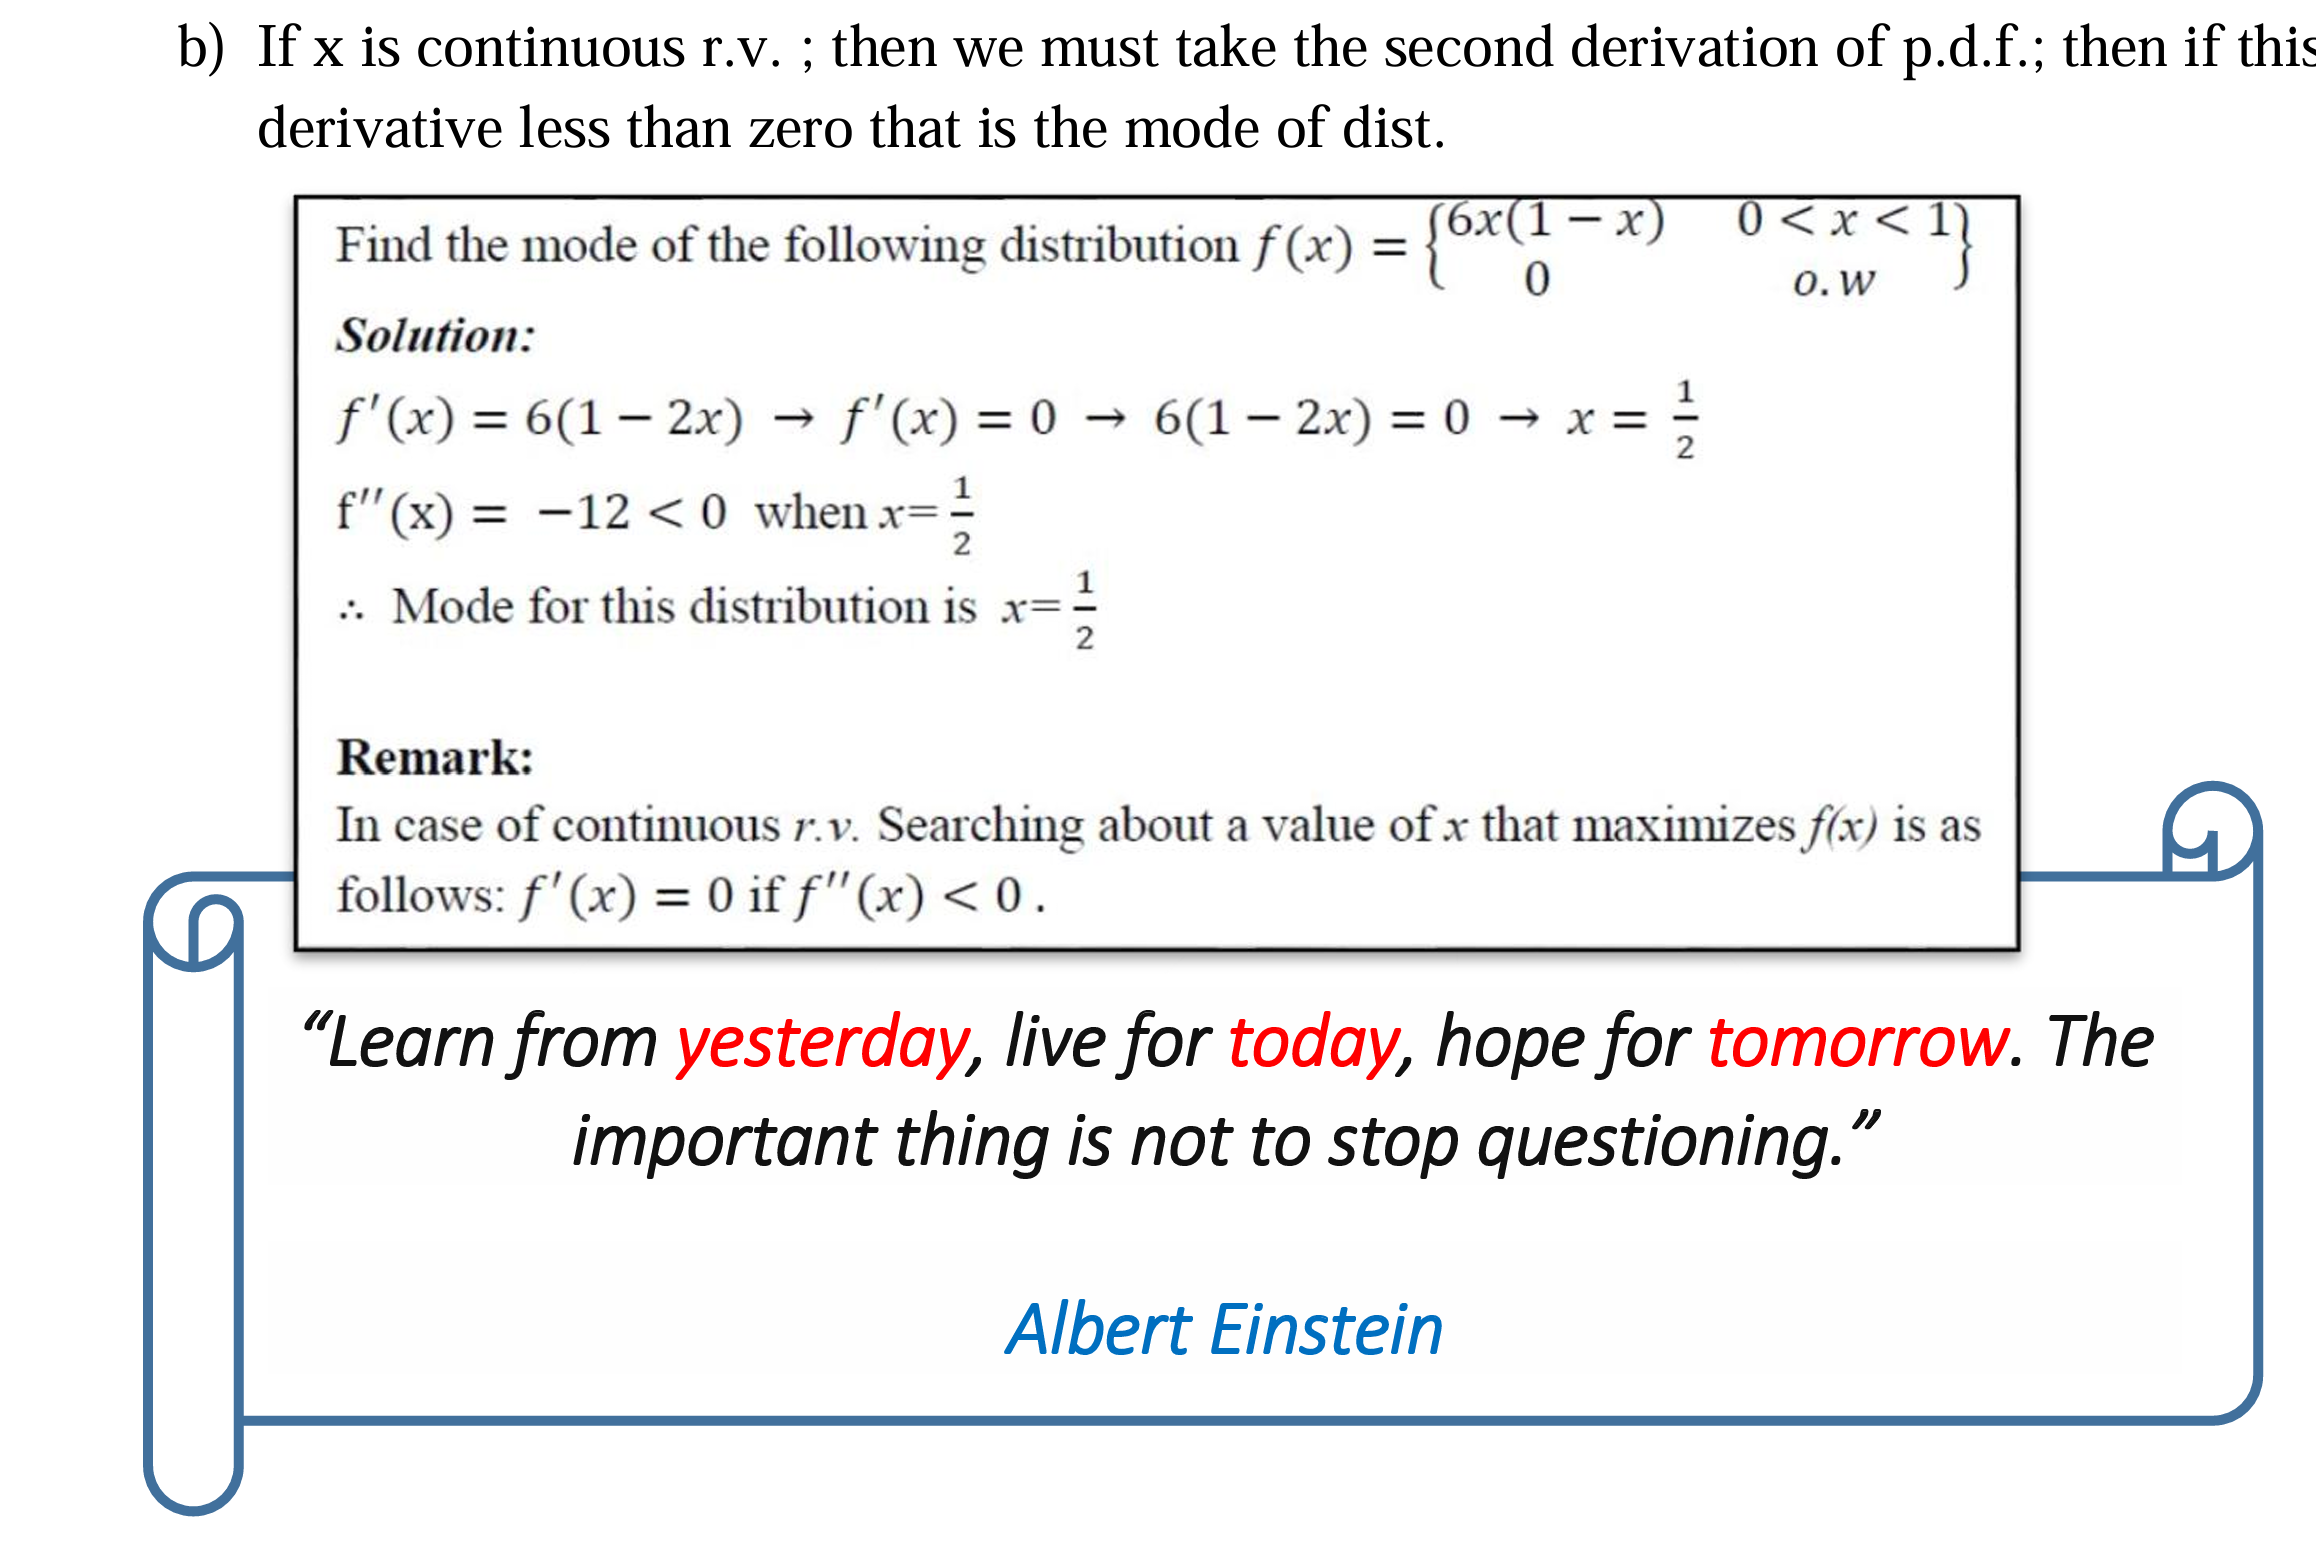 b) If x is continuous r.v. ; then we must take the second derivation of p.d.f.; then if this
derivative less than zero that is the mode of dist.
Find the mode of the following distribution f(x) = {6x(1 − x) 0 < x < 1}
{0 o.w}
Solution:
f′(x) = 6(1 − 2x) → f′(x) = 0 → 6(1 − 2x) = 0 → x = 1/2
f″(x) = −12 < 0 when x= 1/2
∴ Mode for this distribution is x= 1/2
Remark:
In case of continuous r.v. Searching about a value of x that maximizes f(x) is as
follows: f′(x) = 0 if f″(x) < 0 .
“Learn from yesterday, live for today, hope for tomorrow. The
important thing is not to stop questioning.”
Albert Einstein